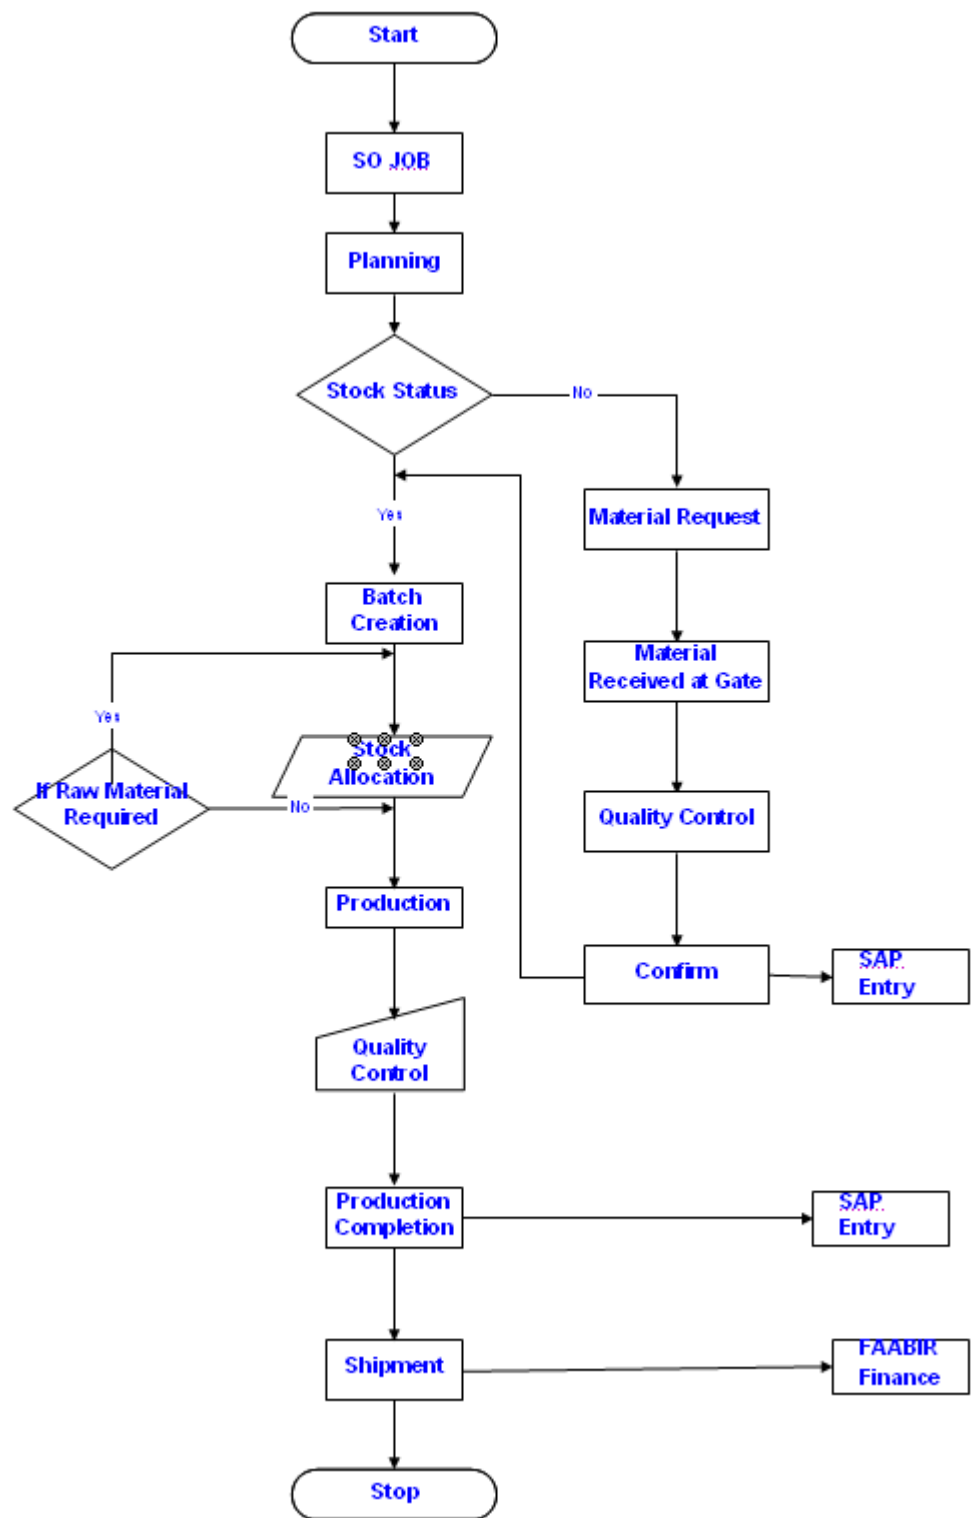 Start
SO JOB
Planning
Stock Status
No
Yes
Material Request
Batch
Creation
Material
Received at Gate
Yes
Stock
Allocation
If Raw Material
Required
No
Quality Control
Production
Confirm
SAP
Entry
Quality
Control
Production
Completion
SAP
Entry
Shipment
FAABIR
Finance
Stop